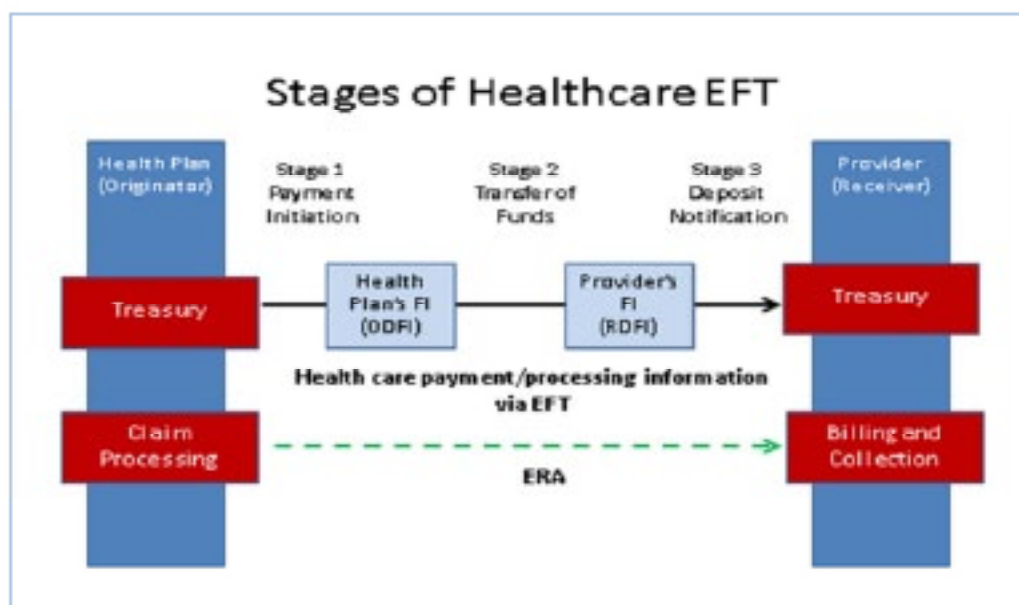 Stages of Healthcare EFT
Health Plan
(Originator)
Stage 1
Payment
Initiation
Stage 2
Transfer of
Funds
Stage 3
Deposit
Notification
Provider
(Receiver)
Treasury
Health
Plan's FI
(ODFI)
Provider's
FI
(RDFI)
Treasury
Health care payment/processing information
via EFT
Claim
Processing
ERA
Billing and
Collection